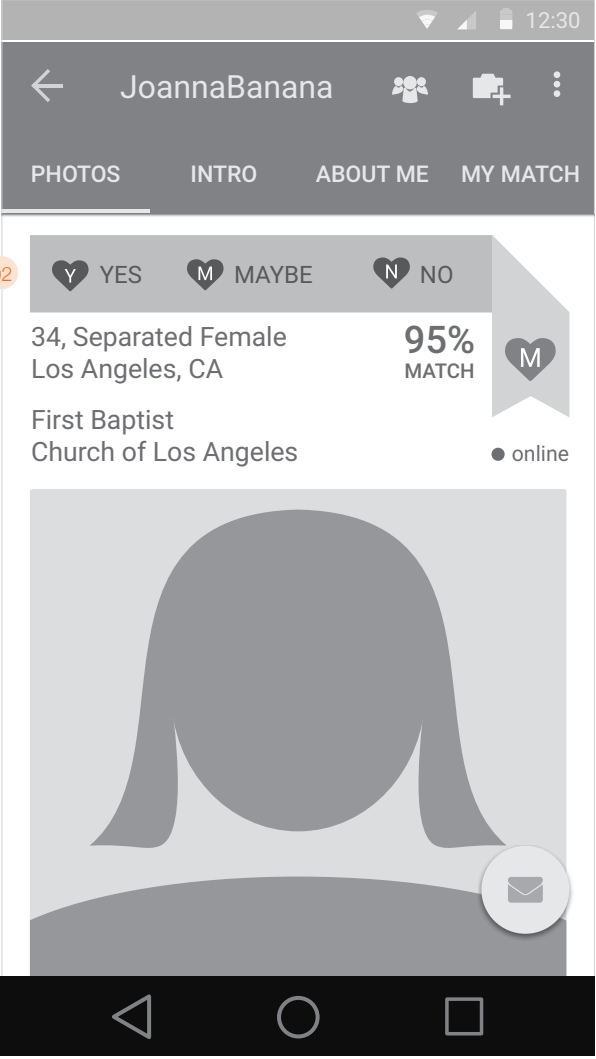 12:30
JoannaBanana
PHOTOS INTRO ABOUT ME MY MATCH
02
Y YES M MAYBE N NO
34, Separated Female
Los Angeles, CA
95%
MATCH
M
First Baptist
Church of Los Angeles
online